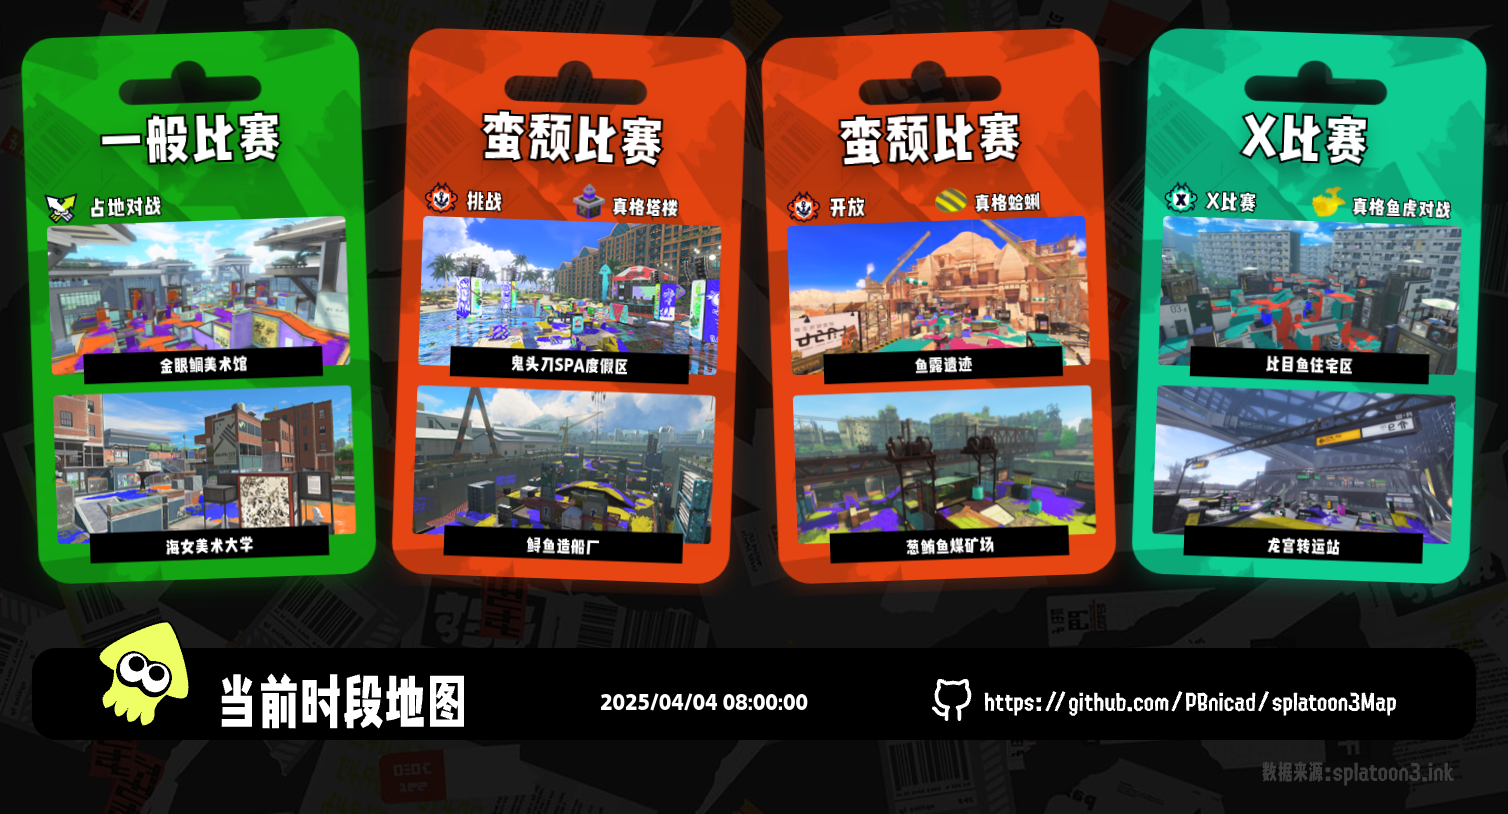 一般比赛
占地对战
金眼鲷美术馆
海女美术大学
蛮颓比赛
挑战
真格塔楼
鬼头刀SPA度假区
鲟鱼造船厂
蛮颓比赛
开放
真格蛤蜊
鱼露遗迹
葱鲔鱼煤矿场
X比赛
X比赛
真格鱼虎对战
比目鱼住宅区
龙宫转运站
当前时段地图
2025/04/04 08:00:00
https://github.com/PBnicad/splatoon3Map
数据来源:splatoon3.ink